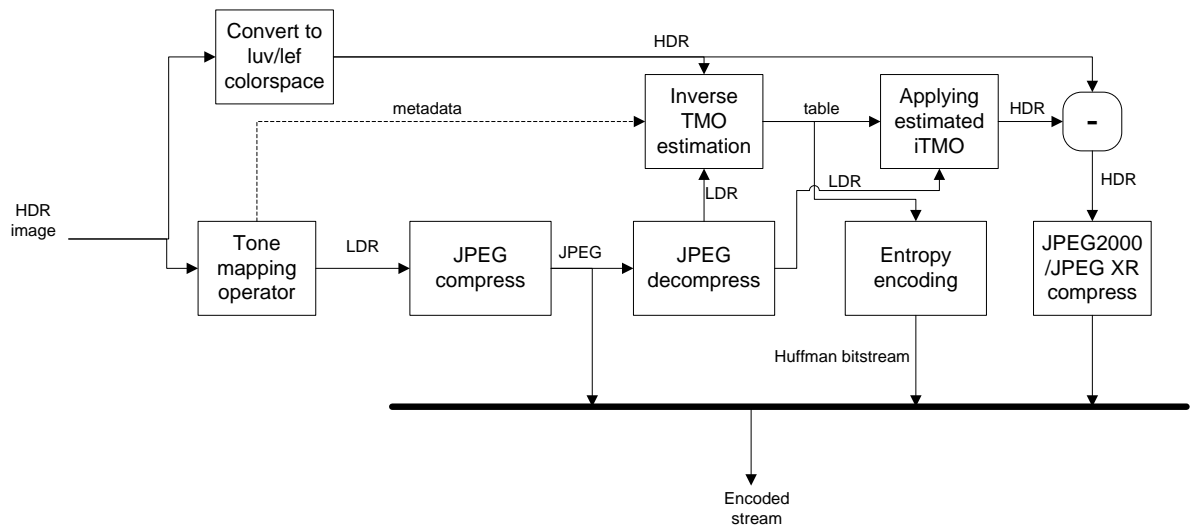 Convert to
luv/lef
colorspace
HDR
Inverse
TMO
estimation
table
Applying
estimated
iTMO
HDR
-
metadata
LDR
LDR
HDR
HDR
image
Tone
mapping
operator
LDR
JPEG
compress
JPEG
JPEG
decompress
Entropy
encoding
JPEG2000
/JPEG XR
compress
Huffman bitstream
Encoded
stream